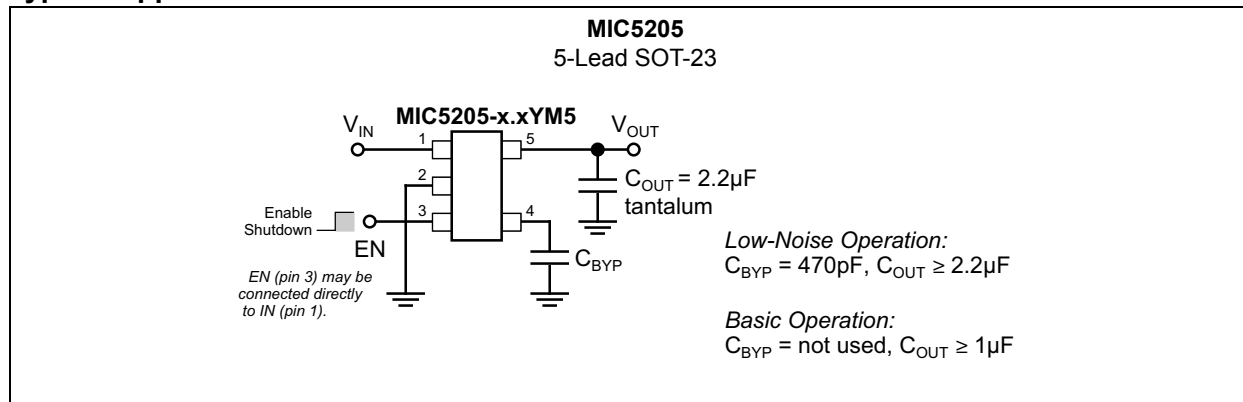 MIC5205
5-Lead SOT-23
MIC5205-x.xYM5
VIN
VOUT
1
5
2
3
4
COUT = 2.2µF
tantalum
Enable
Shutdown
EN
CBYP
EN (pin 3) may be
connected directly
to IN (pin 1).
Low-Noise Operation:
CBYP = 470pF, COUT ≥ 2.2µF
Basic Operation:
CBYP = not used, COUT ≥ 1µF